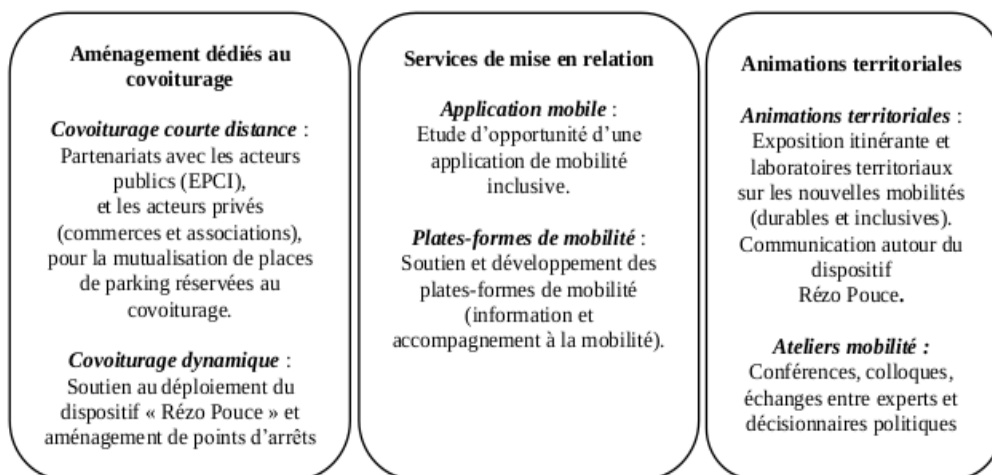 Aménagement dédiés au
covoiturage
Covoiturage courte distance :
Partenariats avec les acteurs
publics (EPCI),
et les acteurs privés
(commerces et associations),
pour la mutualisation de places
de parking réservées au
covoiturage.
Covoiturage dynamique :
Soutien au déploiement du
dispositif « Rézo Pouce » et
aménagement de points d'arrêts
Services de mise en relation
Application mobile :
Etude d'opportunité d'une
application de mobilité
inclusive.
Plates-formes de mobilité :
Soutien et développement des
plates-formes de mobilité
(information et
accompagnement à la mobilité).
Animations territoriales
Animations territoriales :
Exposition itinérante et
laboratoires territoriaux
sur les nouvelles mobilités
(durables et inclusives).
Communication autour du
dispositif
Rézo Pouce.
Ateliers mobilité :
Conférences, colloques,
échanges entre experts et
décisionnaires politiques